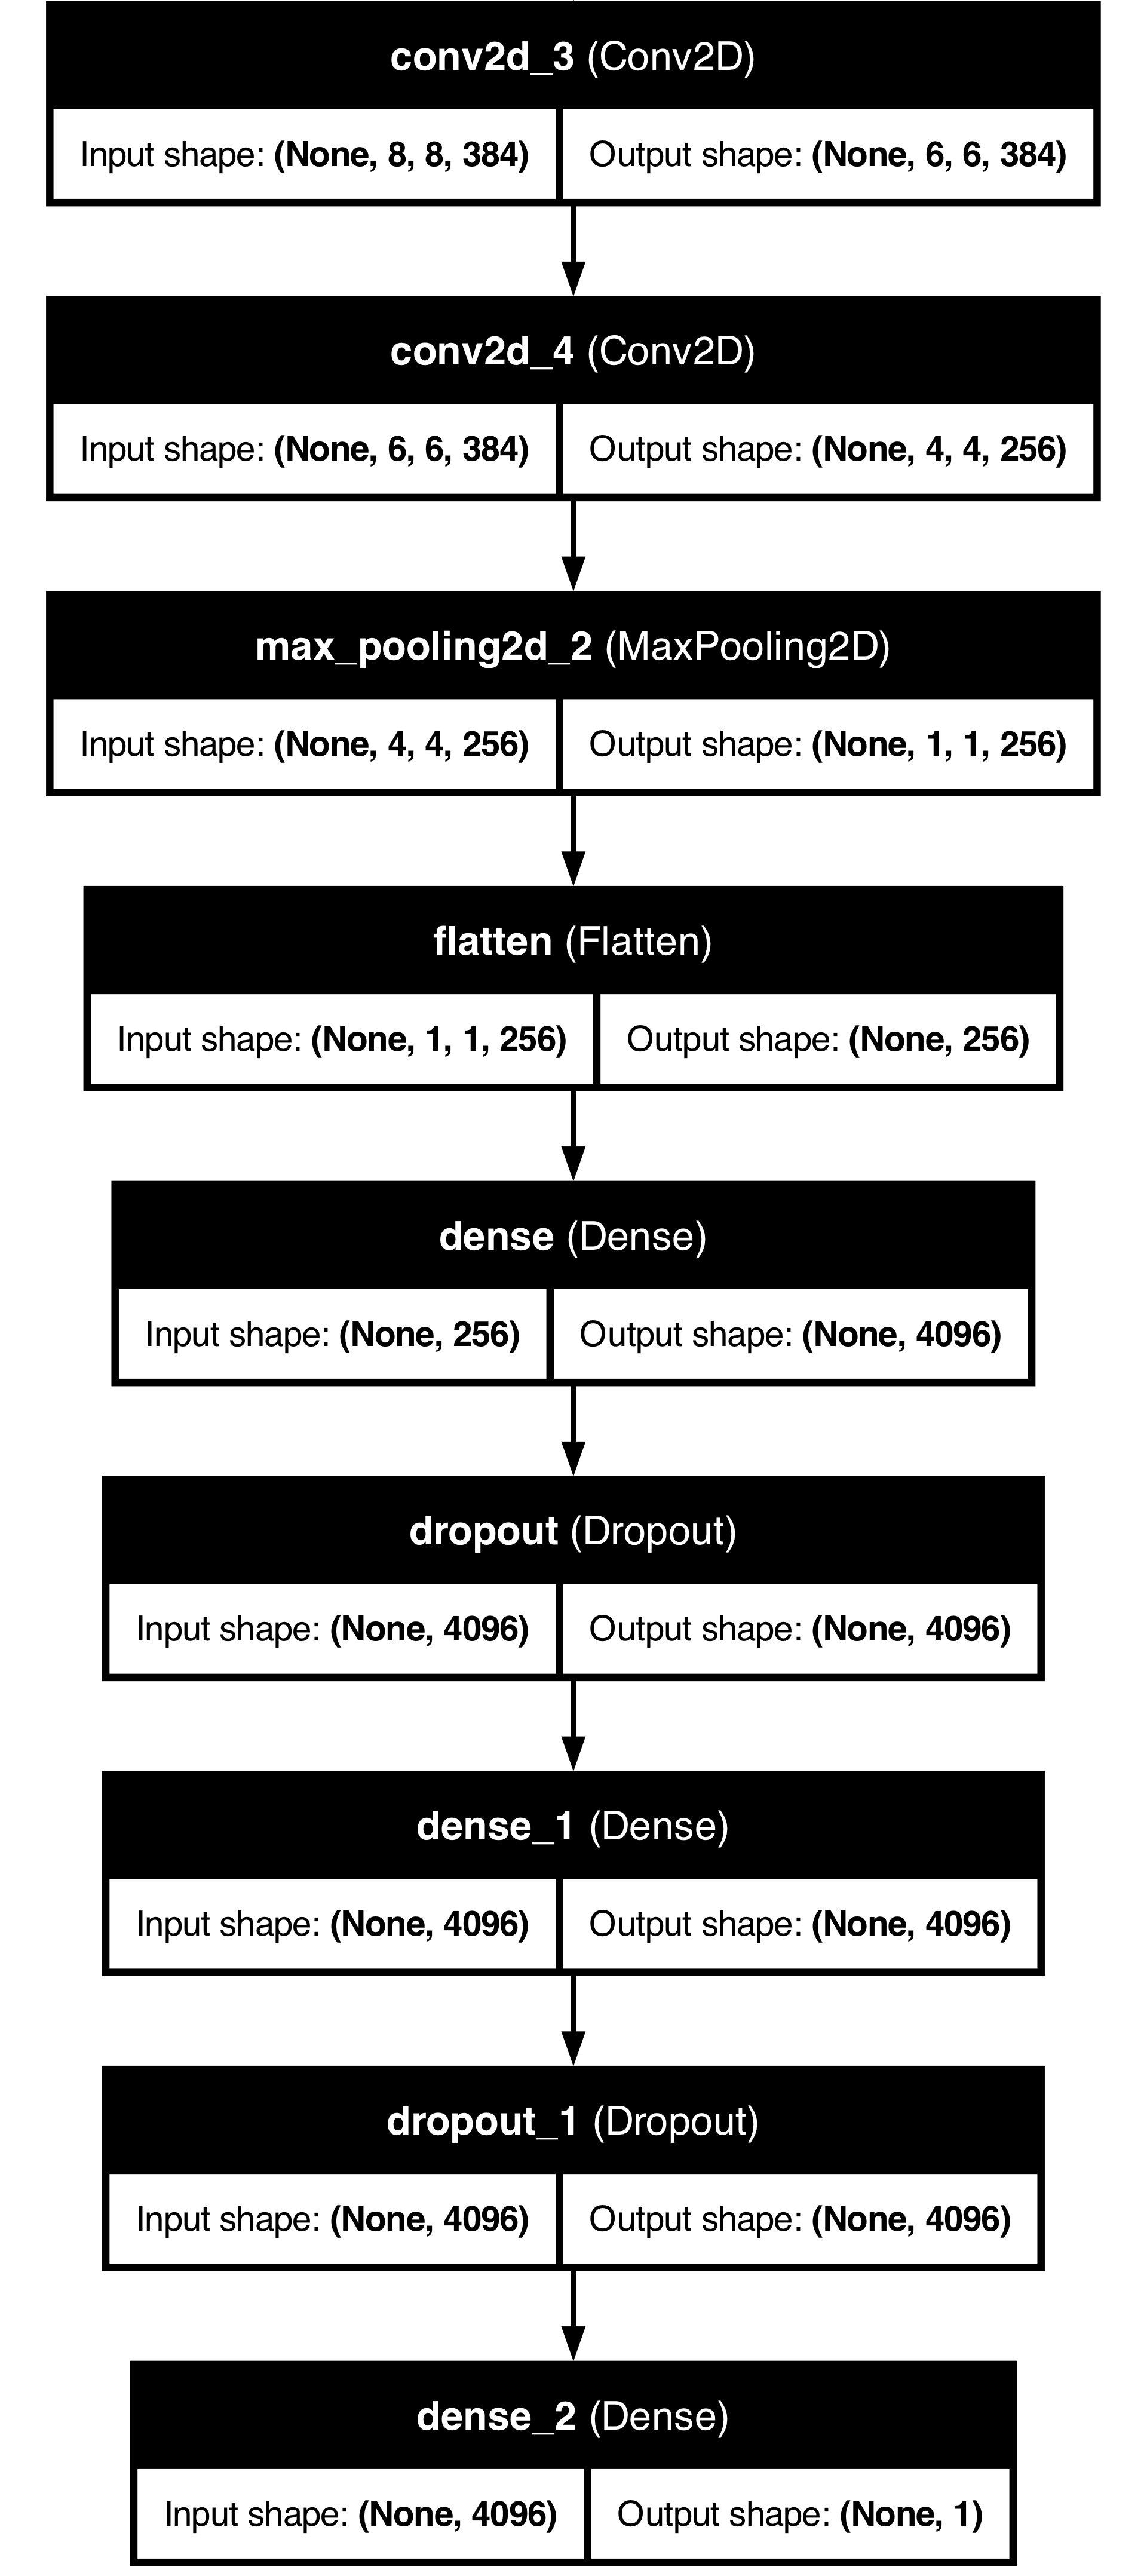 conv2d_3 (Conv2D)
Input shape: (None, 8, 8, 384) Output shape: (None, 6, 6, 384)
conv2d_4 (Conv2D)
Input shape: (None, 6, 6, 384) Output shape: (None, 4, 4, 256)
max_pooling2d_2 (MaxPooling2D)
Input shape: (None, 4, 4, 256) Output shape: (None, 1, 1, 256)
flatten (Flatten)
Input shape: (None, 1, 1, 256) Output shape: (None, 256)
dense (Dense)
Input shape: (None, 256) Output shape: (None, 4096)
dropout (Dropout)
Input shape: (None, 4096) Output shape: (None, 4096)
dense_1 (Dense)
Input shape: (None, 4096) Output shape: (None, 4096)
dropout_1 (Dropout)
Input shape: (None, 4096) Output shape: (None, 4096)
dense_2 (Dense)
Input shape: (None, 4096) Output shape: (None, 1)